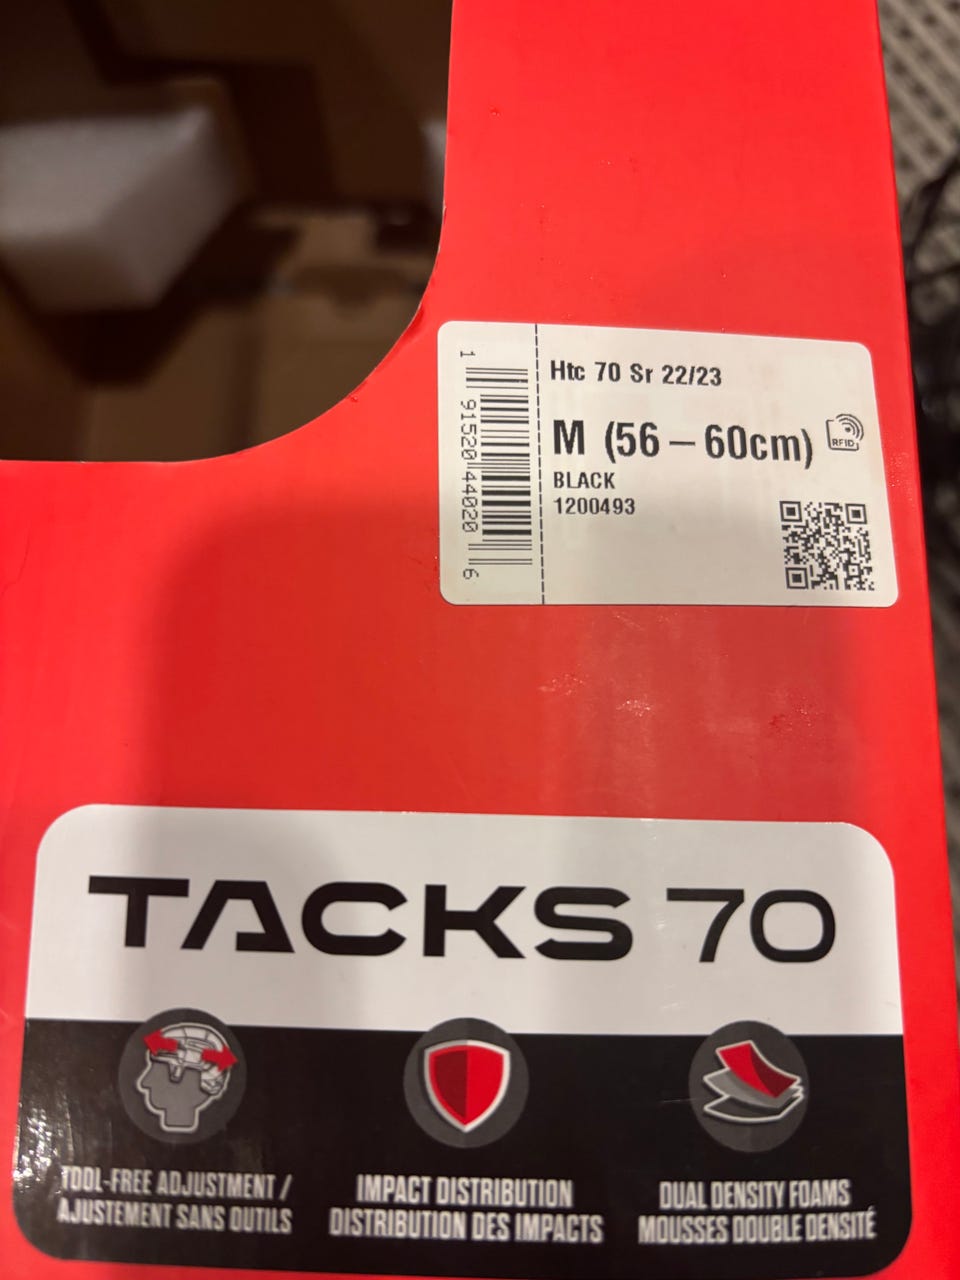 Htc 70 Sr 22/23
M (56 – 60cm)
RFID
BLACK
1200493
1 91520 44020 6
TACKS 70
TOOL-FREE ADJUSTMENT /
AJUSTEMENT SANS OUTILS
IMPACT DISTRIBUTION
DISTRIBUTION DES IMPACTS
DUAL DENSITY FOAMS
MOUSSES DOUBLE DENSITÉ